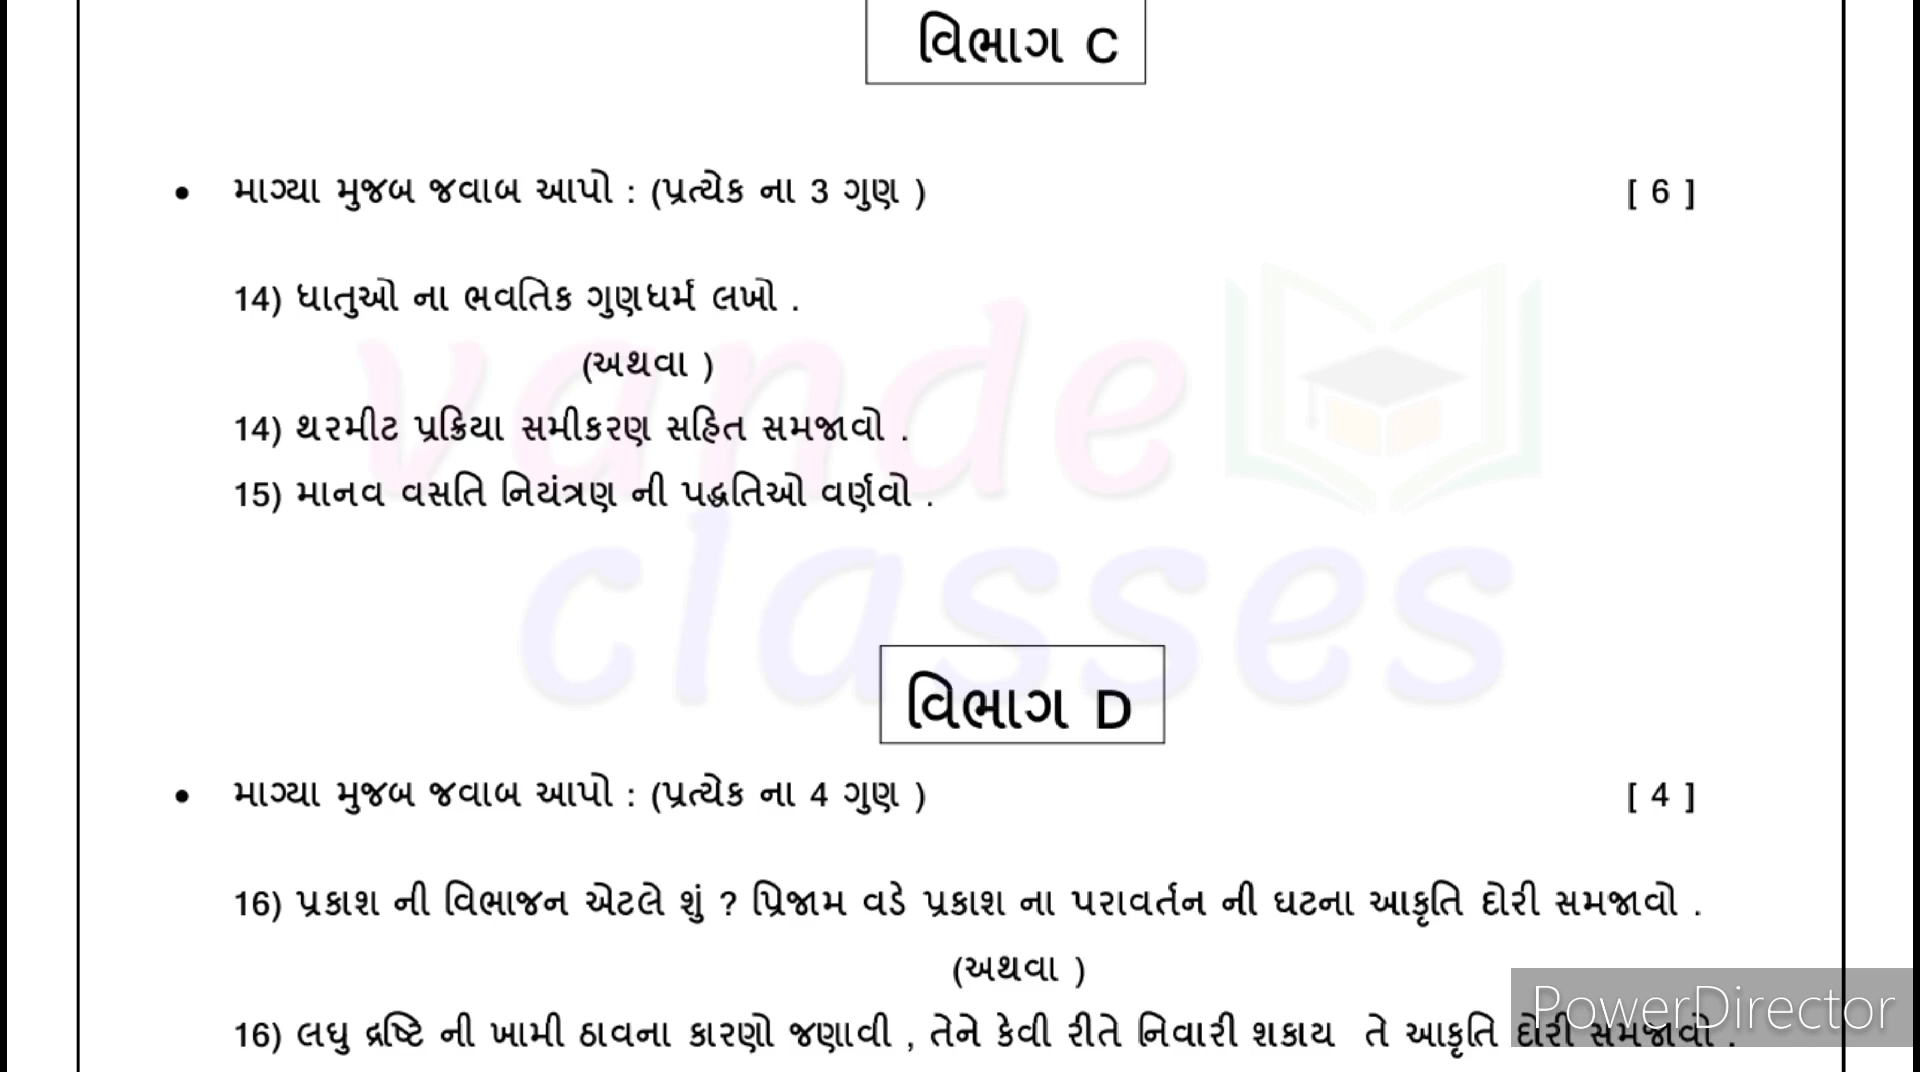 વિભાગ C
• માગ્યા મુજબ જવાબ આપો : (પ્રત્યેક ના 3 ગુણ ) [ 6 ]
14) ધાતુઓ ના ભવતિક ગુણધર્મ લખો .
(અથવા )
14) થરમીટ પ્રક્રિયા સમીકરણ સહિત સમજાવો .
15) માનવ વસતિ નિયંત્રણ ની પદ્ધતિઓ વર્ણવો .
vande
classes
વિભાગ D
• માગ્યા મુજબ જવાબ આપો : (પ્રત્યેક ના 4 ગુણ ) [ 4 ]
16) પ્રકાશ ની વિભાજન એટલે શું ? પ્રિજામ વડે પ્રકાશ ના પરાવર્તન ની ઘટના આકૃતિ દોરી સમજાવો .
(અથવા )
16) લઘુ દ્રષ્ટિ ની ખામી ઠાવના કારણો જણાવી , તેને કેવી રીતે નિવારી શકાય તે આકૃતિ દોરી સમજાવો .
PowerDirector